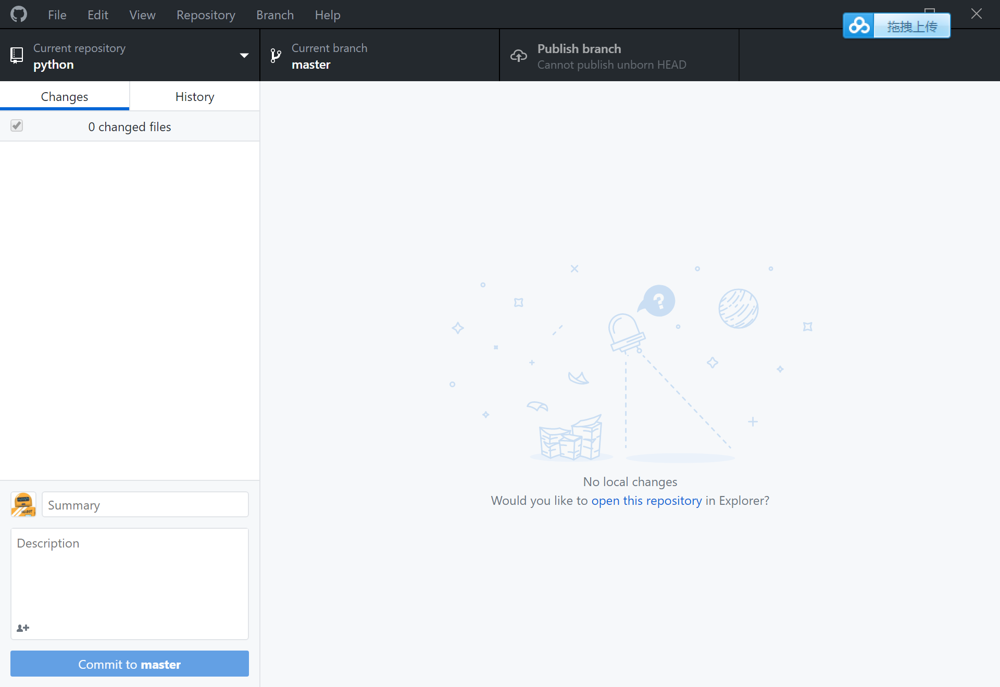 File Edit View Repository Branch Help
拖拽上传
Current repository
python
Current branch
master
Publish branch
Cannot publish unborn HEAD
Changes
History
0 changed files
?
No local changes
Would you like to open this repository in Explorer?
Summary
Description
Commit to master